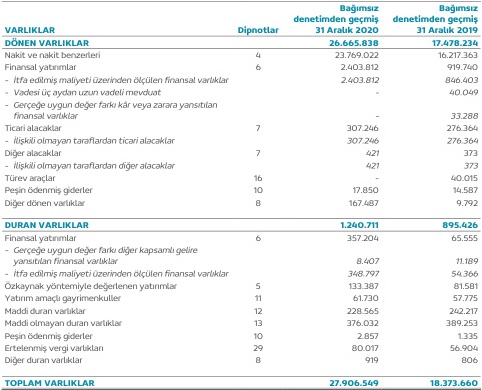 Bağımsız Bağımsız
denetimden geçmiş denetimden geçmiş
VARLIKLAR Dipnotlar 31 Aralık 2020 31 Aralık 2019
DÖNEN VARLIKLAR 26.665.838 17.478.234
Nakit ve nakit benzerleri 4 23.769.022 16.217.363
Finansal yatırımlar 6 2.403.812 919.740
- İtfa edilmiş maliyeti üzerinden ölçülen finansal varlıklar 2.403.812 846.403
- Vadesi üç aydan uzun vadeli mevduat - 40.049
- Gerçeğe uygun değer farkı kâr veya zarara yansıtılan
finansal varlıklar - 33.288
Ticari alacaklar 7 307.246 276.364
- İlişkili olmayan taraflardan ticari alacaklar 307.246 276.364
Diğer alacaklar 7 421 373
- İlişkili olmayan taraflardan diğer alacaklar 421 373
Türev araçlar 16 - 40.015
Peşin ödenmiş giderler 10 17.850 14.587
Diğer dönen varlıklar 8 167.487 9.792
DURAN VARLIKLAR 1.240.711 895.426
Finansal yatırımlar 6 357.204 65.555
- Gerçeğe uygun değer farkı diğer kapsamlı gelire
yansıtılan finansal varlıklar 8.407 11.189
- İtfa edilmiş maliyeti üzerinden ölçülen finansal varlıklar 348.797 54.366
Özkaynak yöntemiyle değerlenen yatırımlar 5 133.387 81.581
Yatırım amaçlı gayrimenkuller 11 61.730 57.775
Maddi duran varlıklar 12 228.565 242.217
Maddi olmayan duran varlıklar 13 376.032 389.253
Peşin ödenmiş giderler 10 2.857 1.335
Ertelenmiş vergi varlıkları 29 80.017 56.904
Diğer duran varlıklar 8 919 806
TOPLAM VARLIKLAR 27.906.549 18.373.660